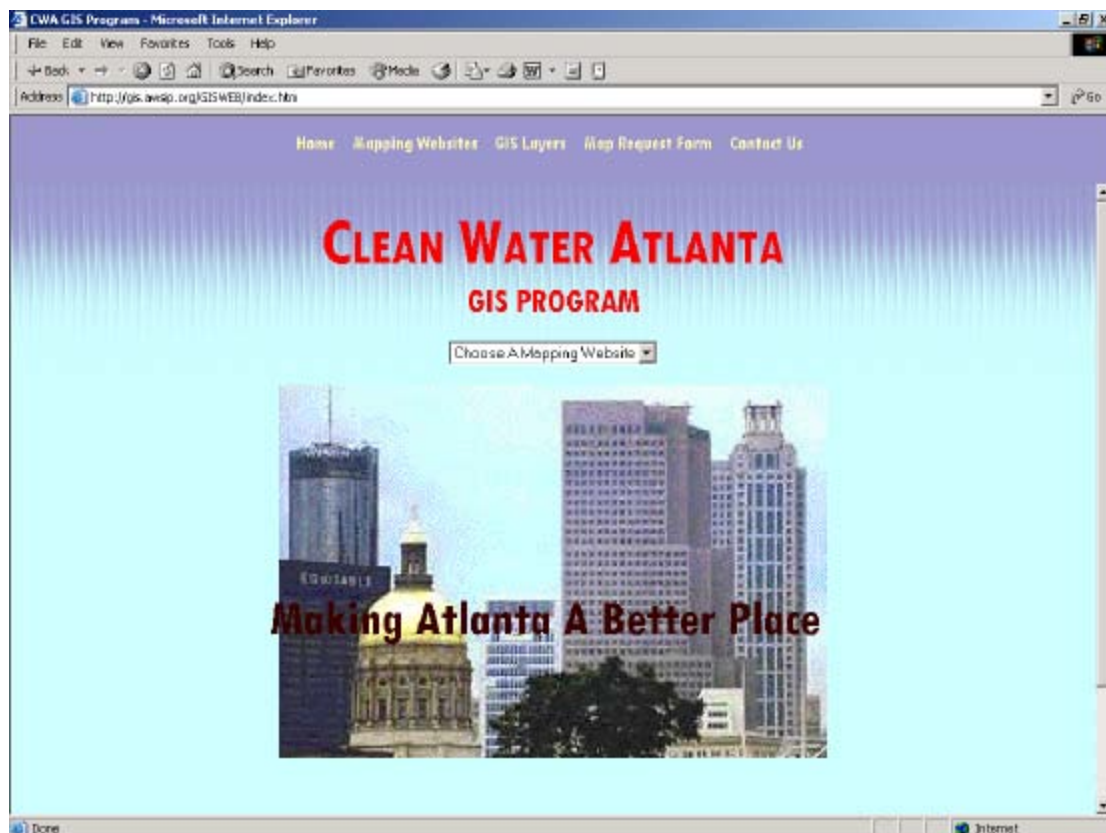 CWA GIS Program - Microsoft Internet Explorer
File Edit View Favorites Tools Help
Back Search Favorites Media
Address http://gis.awsip.org/GISWEB/index.htm Go
Home Mapping Websites GIS Layers Map Request Form Contact Us
CLEAN WATER ATLANTA
GIS PROGRAM
Choose A Mapping Website
EQUITABLE
Making Atlanta A Better Place
Done Internet